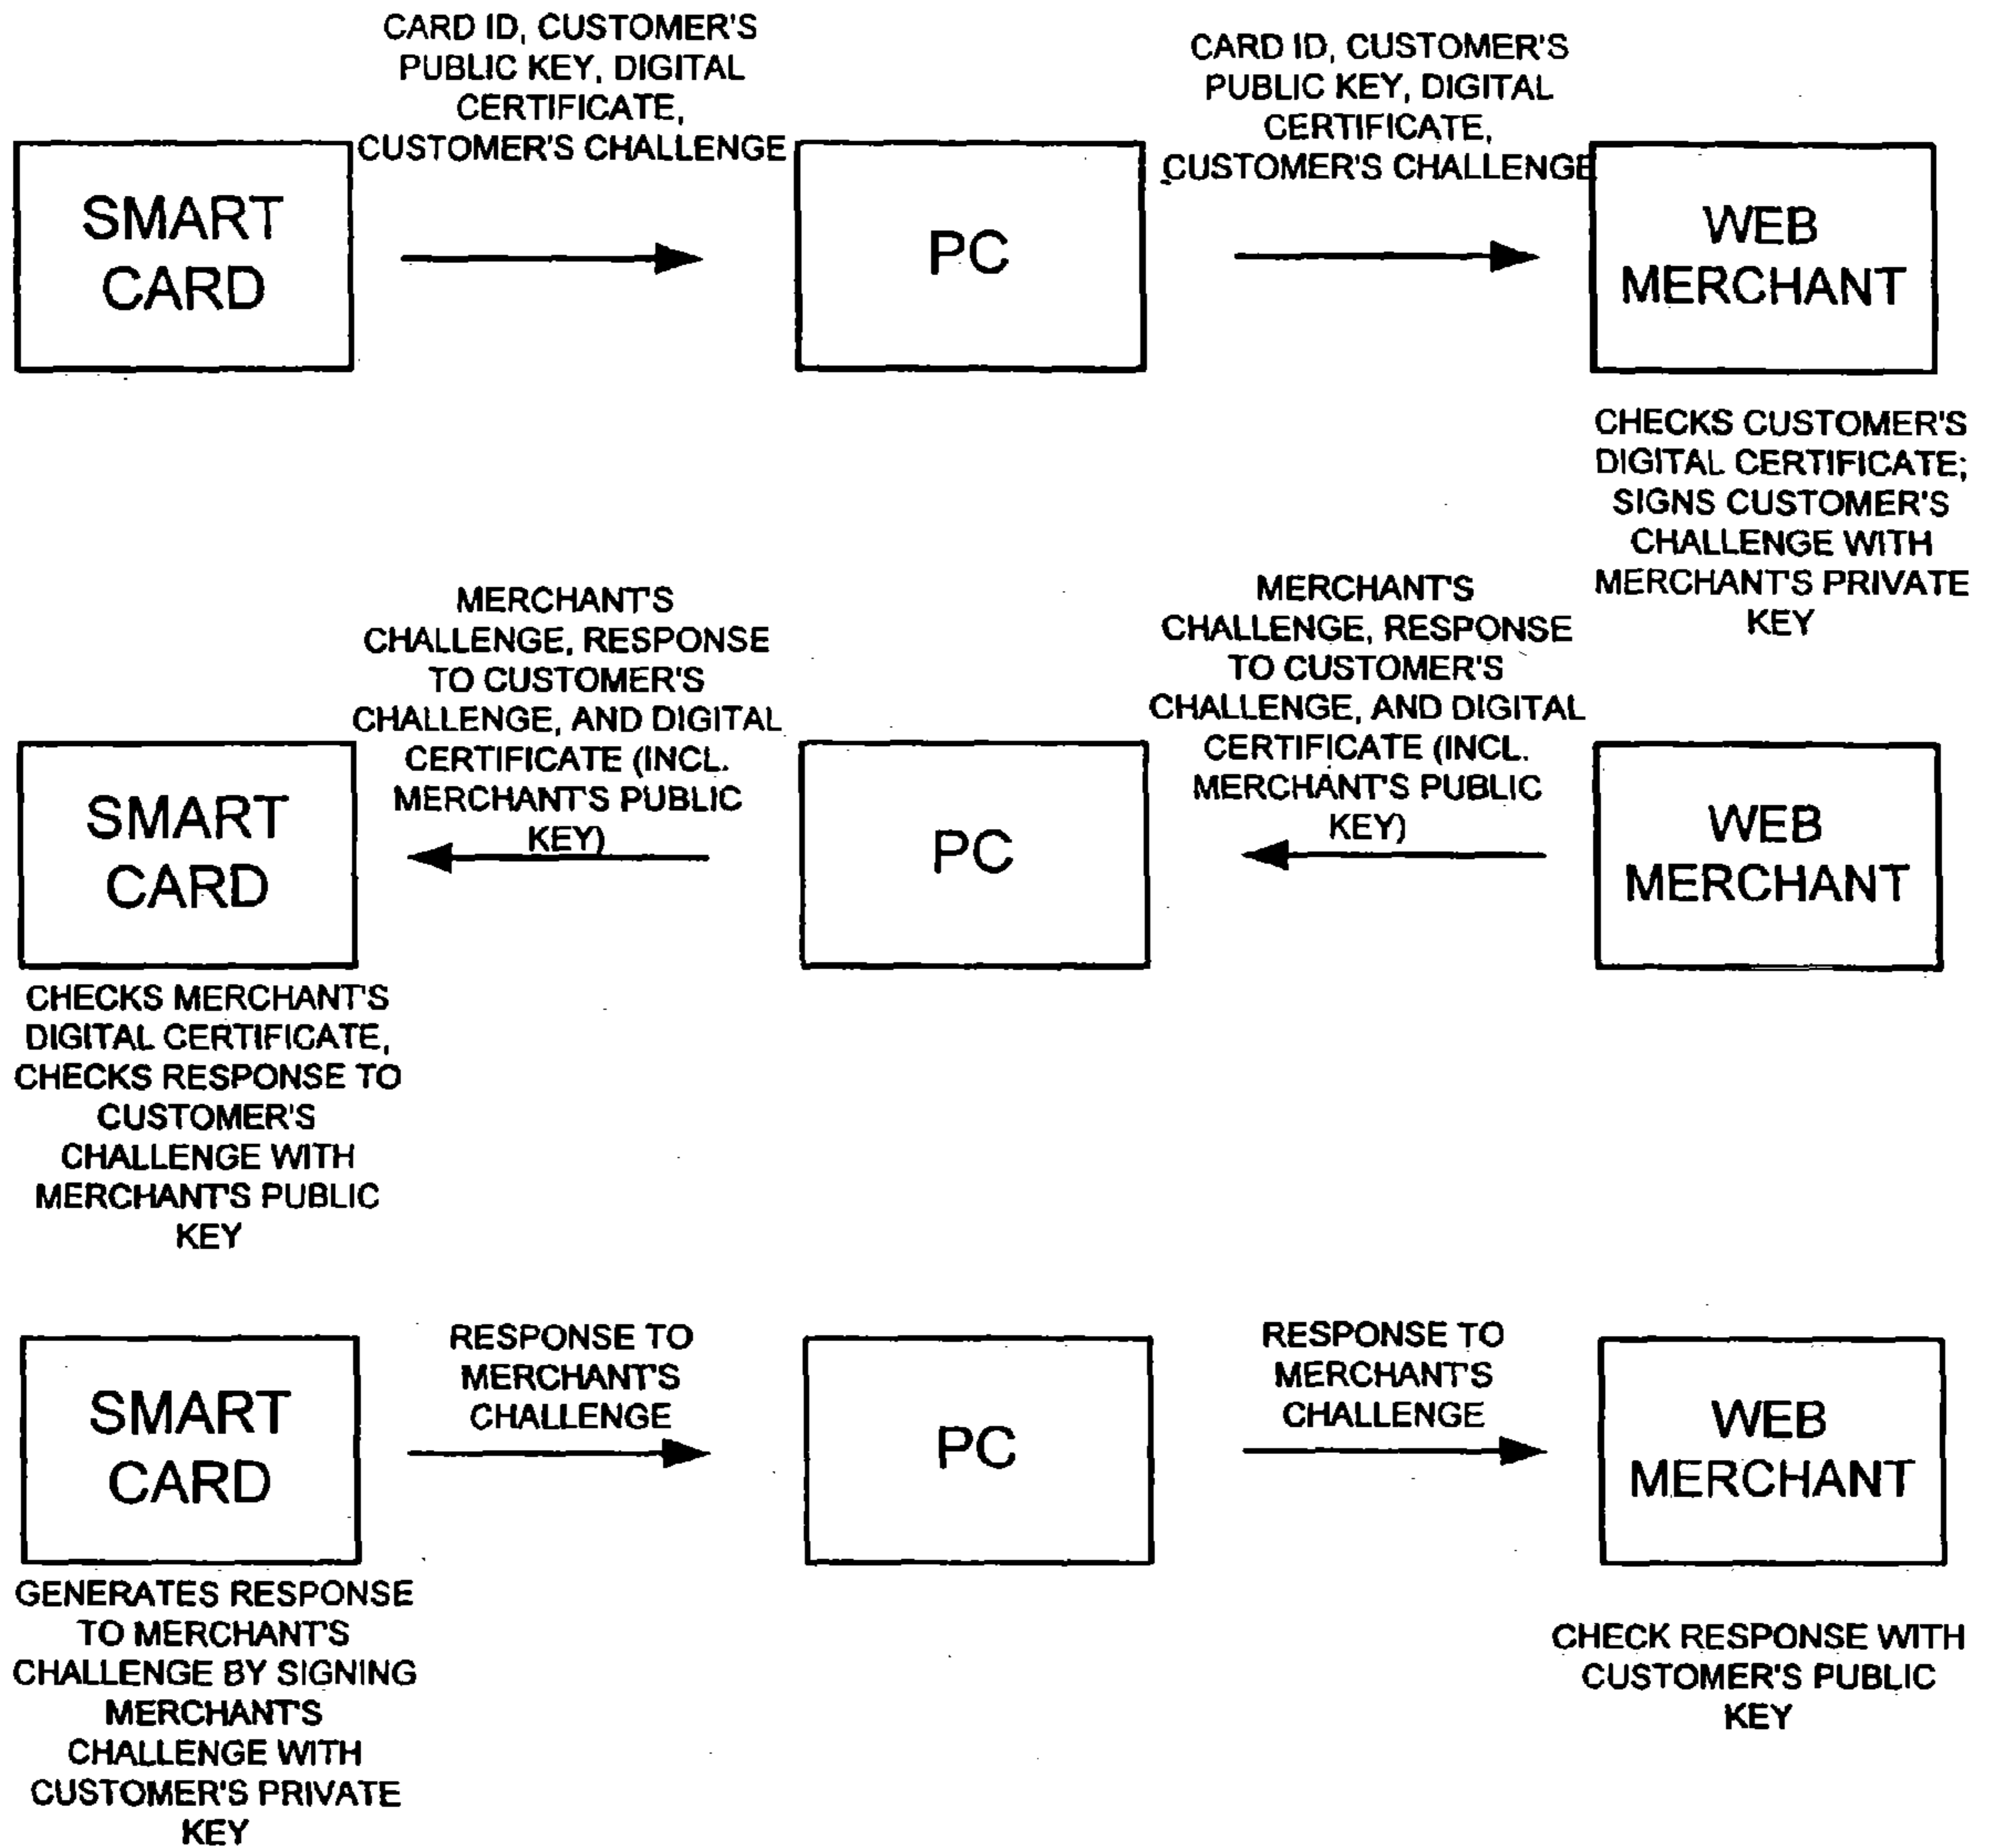 CARD ID, CUSTOMER'S
PUBLIC KEY, DIGITAL
CERTIFICATE,
CUSTOMER'S CHALLENGE
CARD ID, CUSTOMER'S
PUBLIC KEY, DIGITAL
CERTIFICATE,
CUSTOMER'S CHALLENGE
SMART
CARD
PC
WEB
MERCHANT
CHECKS CUSTOMER'S
DIGITAL CERTIFICATE;
SIGNS CUSTOMER'S
CHALLENGE WITH
MERCHANT'S PRIVATE
KEY
MERCHANT'S
CHALLENGE, RESPONSE
TO CUSTOMER'S
CHALLENGE, AND DIGITAL
CERTIFICATE (INCL.
MERCHANT'S PUBLIC
KEY)
MERCHANT'S
CHALLENGE, RESPONSE
TO CUSTOMER'S
CHALLENGE, AND DIGITAL
CERTIFICATE (INCL.
MERCHANT'S PUBLIC
KEY)
SMART
CARD
PC
WEB
MERCHANT
CHECKS MERCHANT'S
DIGITAL CERTIFICATE,
CHECKS RESPONSE TO
CUSTOMER'S
CHALLENGE WITH
MERCHANT'S PUBLIC
KEY
RESPONSE TO
MERCHANT'S
CHALLENGE
RESPONSE TO
MERCHANT'S
CHALLENGE
SMART
CARD
PC
WEB
MERCHANT
GENERATES RESPONSE
TO MERCHANT'S
CHALLENGE BY SIGNING
MERCHANT'S
CHALLENGE WITH
CUSTOMER'S PRIVATE
KEY
CHECK RESPONSE WITH
CUSTOMER'S PUBLIC
KEY